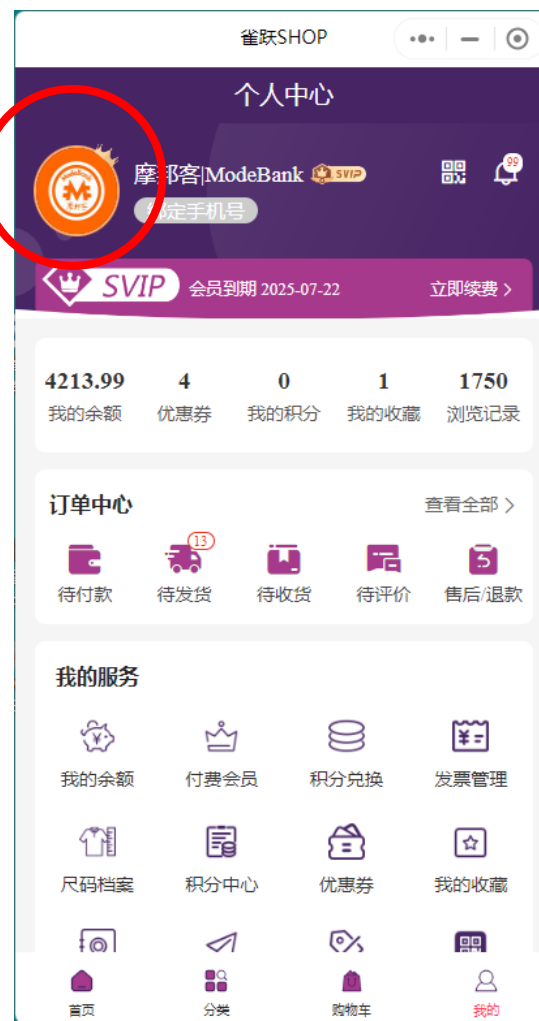 雀跃SHOP
个人中心
ModeBank
M
摩邦客
摩邦客|ModeBank SVIP
99
绑定手机号
SVIP 会员到期 2025-07-22 立即续费 >
4213.99 4 0 1 1750
我的余额 优惠券 我的积分 我的收藏 浏览记录
订单中心 查看全部 >
13
待付款 待发货 待收货 待评价 售后/退款
我的服务
我的余额 付费会员 积分兑换 发票管理
尺码档案 积分中心 优惠券 我的收藏
首页 分类 购物车 我的